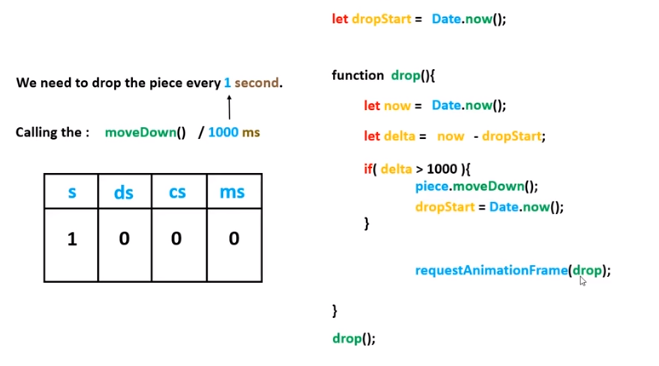 We need to drop the piece every 1 second.
Calling the : moveDown() / 1000 ms
s ds cs ms
1 0 0 0
let dropStart = Date.now();
function drop(){
let now = Date.now();
let delta = now - dropStart;
if( delta > 1000 ){
piece.moveDown();
dropStart = Date.now();
}
requestAnimationFrame(drop);
}
drop();